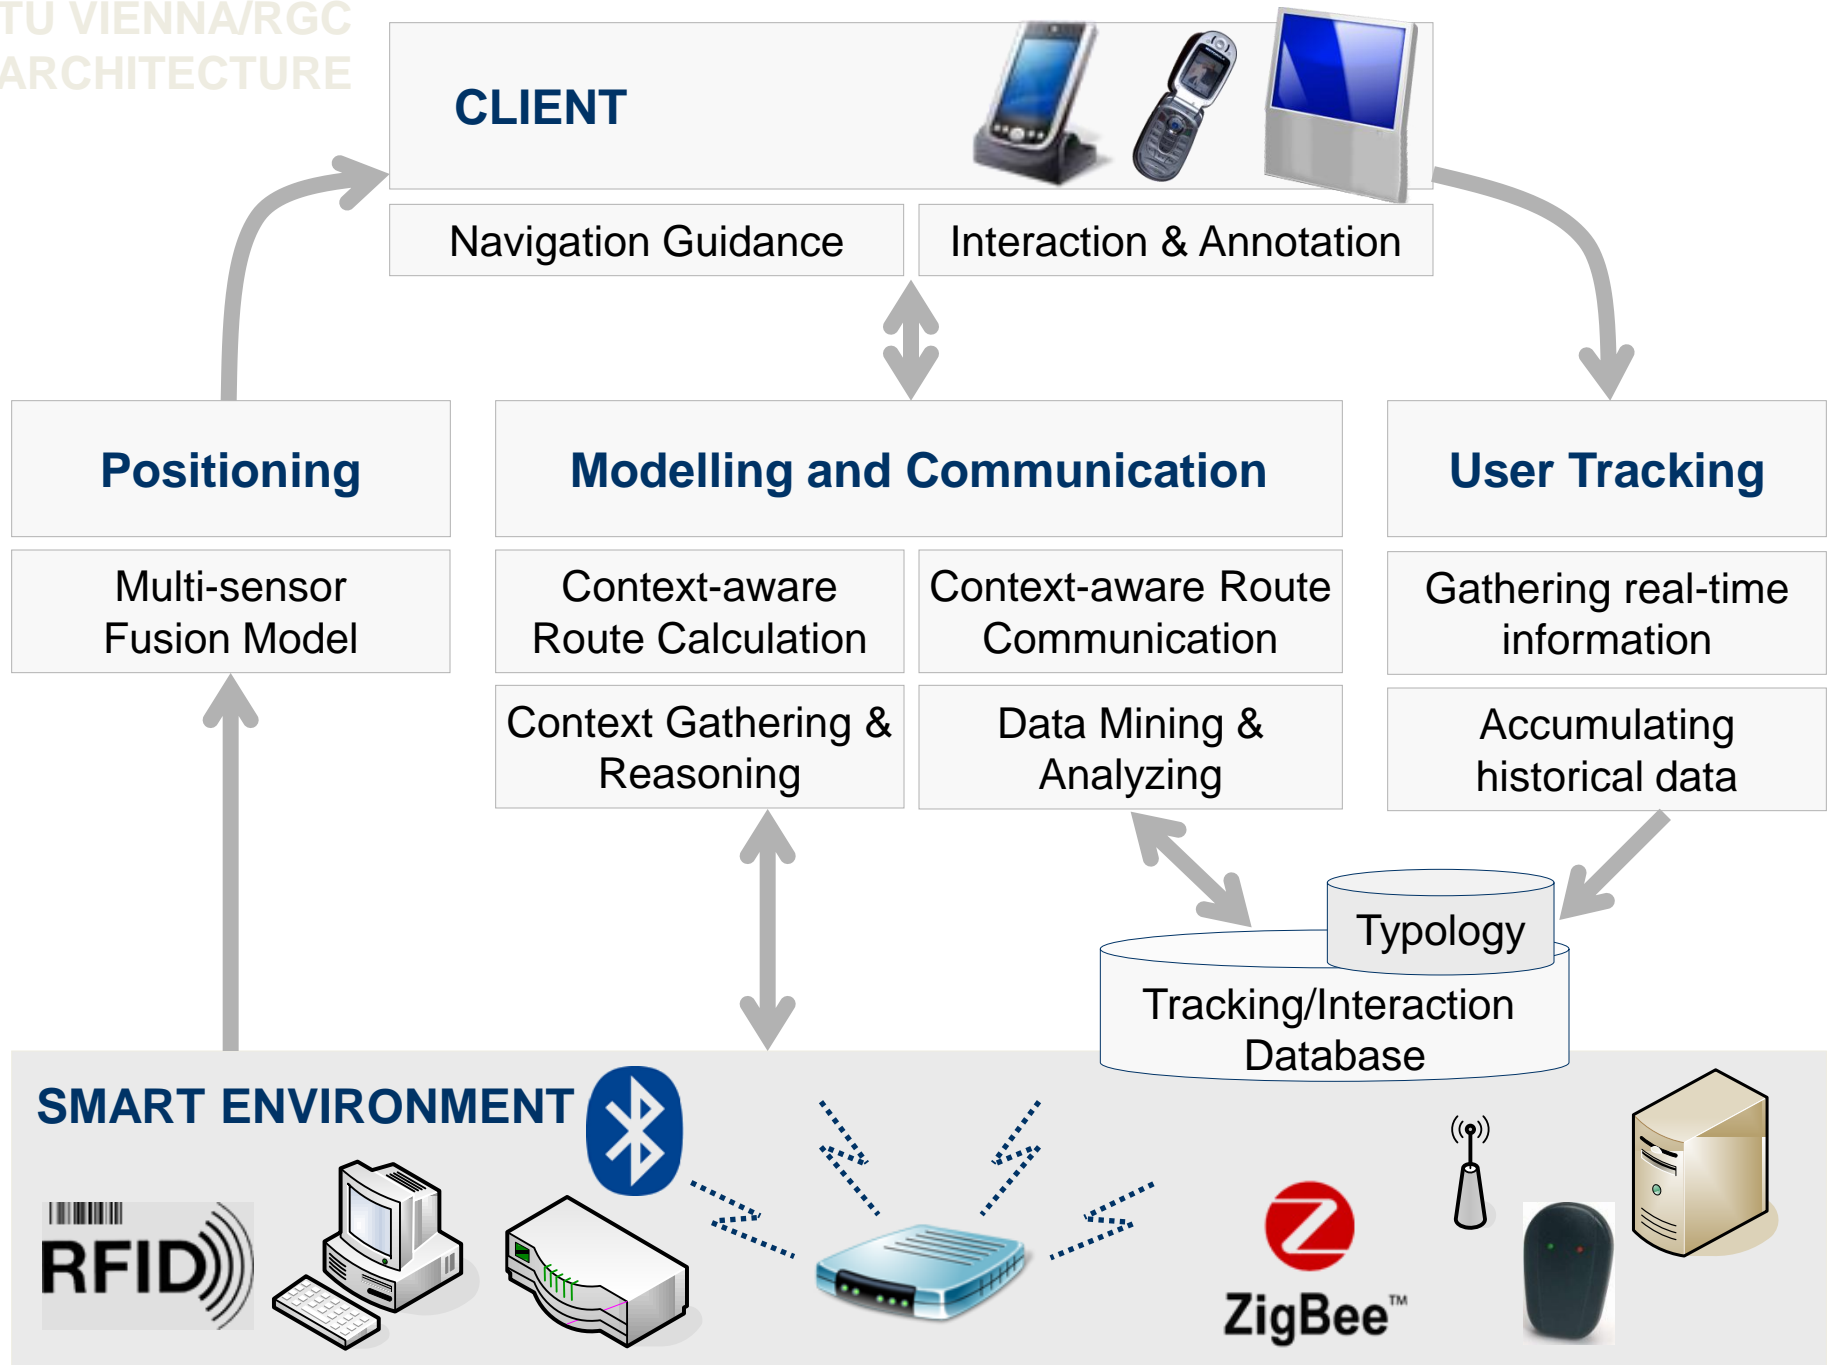 TU VIENNA/RGC
ARCHITECTURE
CLIENT
Navigation Guidance
Interaction & Annotation
Positioning
Modelling and Communication
User Tracking
Multi-sensor
Fusion Model
Context-aware
Route Calculation
Context-aware Route
Communication
Gathering real-time
information
Context Gathering &
Reasoning
Data Mining &
Analyzing
Accumulating
historical data
Typology
Tracking/Interaction
Database
SMART ENVIRONMENT
RFID
ZigBee™